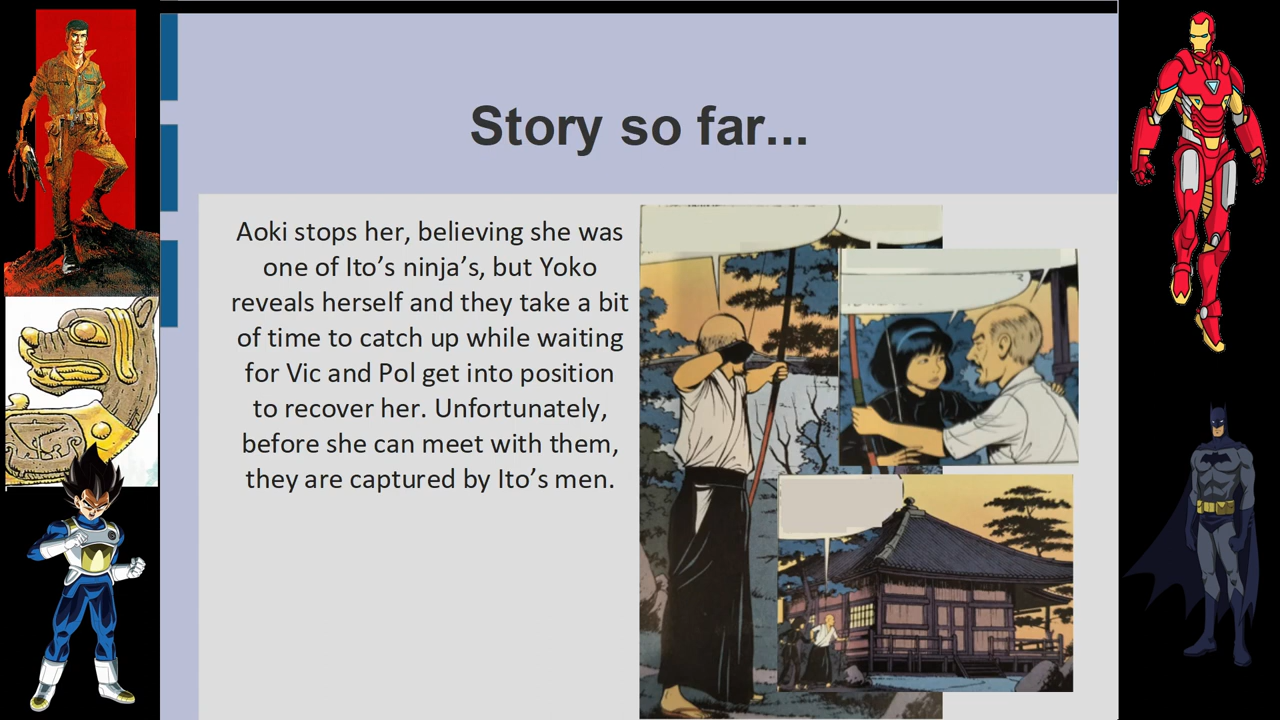 Story so far...
Aoki stops her, believing she was
one of Ito’s ninja’s, but Yoko
reveals herself and they take a bit
of time to catch up while waiting
for Vic and Pol get into position
to recover her. Unfortunately,
before she can meet with them,
they are captured by Ito’s men.